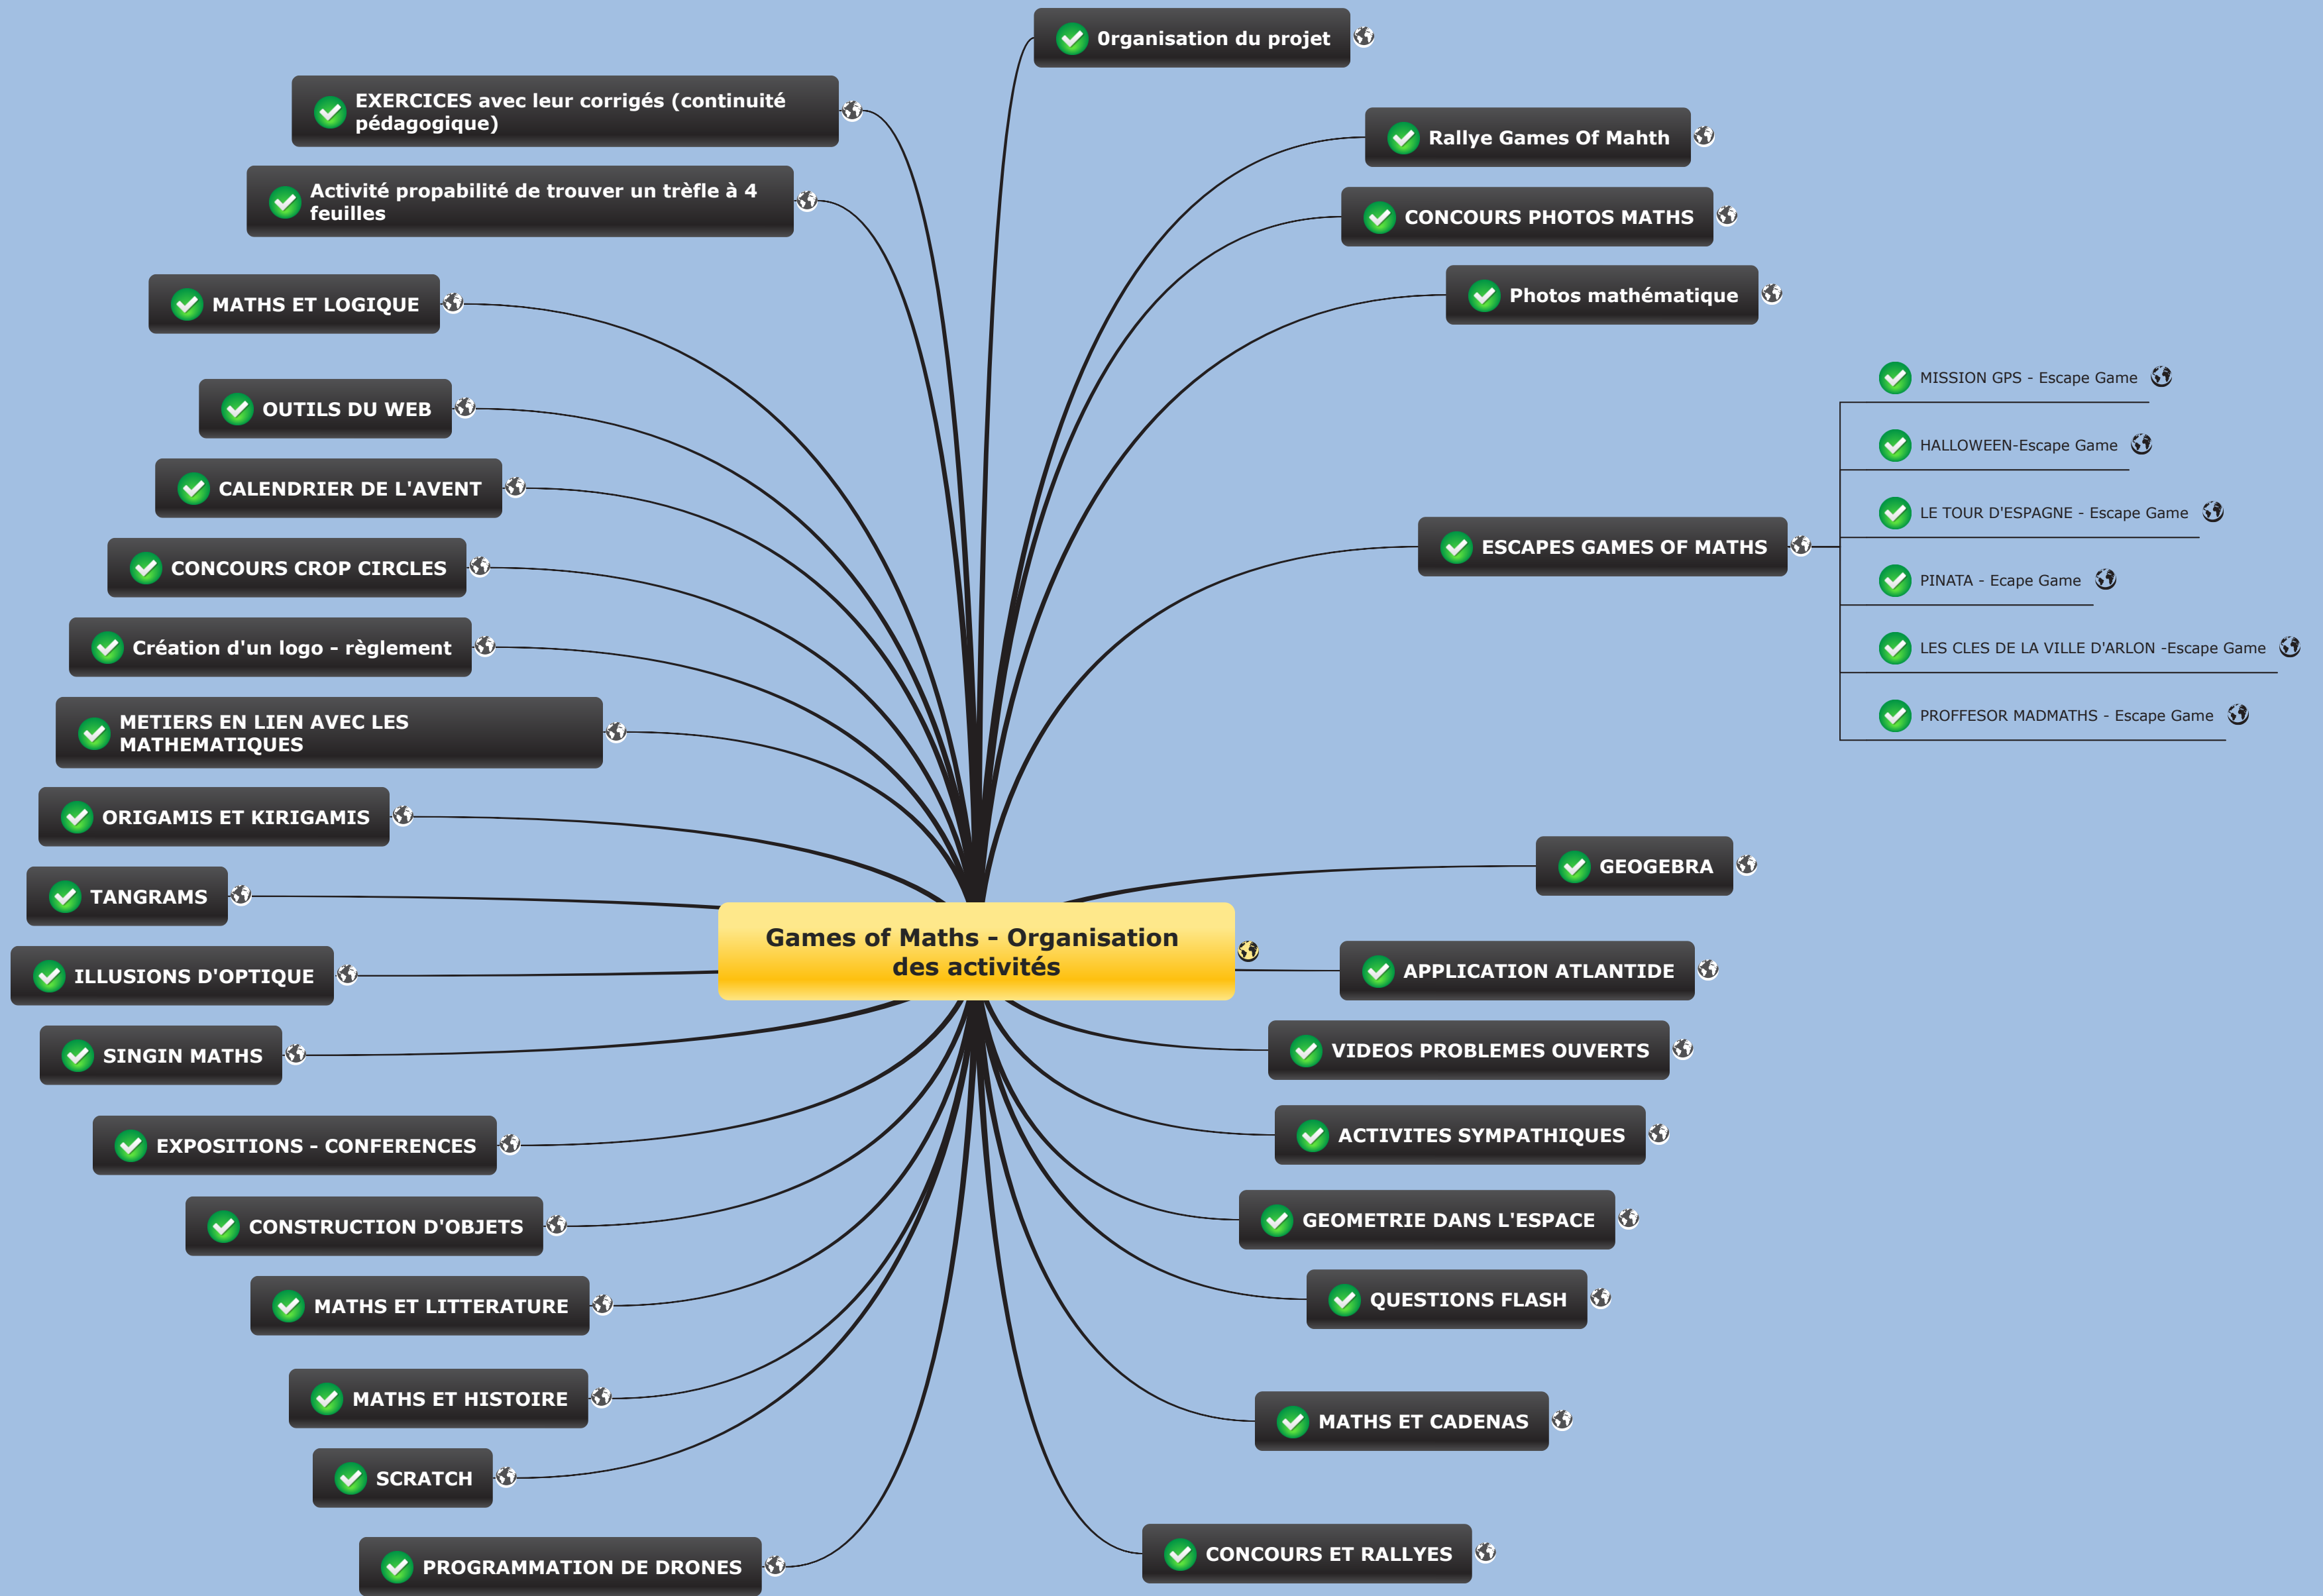 Games of Maths - Organisation
des activités
0rganisation du projet
Rallye Games Of Mahth
CONCOURS PHOTOS MATHS
Photos mathématique
ESCAPES GAMES OF MATHS
MISSION GPS - Escape Game
HALLOWEEN-Escape Game
LE TOUR D'ESPAGNE - Escape Game
PINATA - Ecape Game
LES CLES DE LA VILLE D'ARLON -Escape Game
PROFFESOR MADMATHS - Escape Game
GEOGEBRA
APPLICATION ATLANTIDE
VIDEOS PROBLEMES OUVERTS
ACTIVITES SYMPATHIQUES
GEOMETRIE DANS L'ESPACE
QUESTIONS FLASH
MATHS ET CADENAS
CONCOURS ET RALLYES
EXERCICES avec leur corrigés (continuité
pédagogique)
Activité propabilité de trouver un trèfle à 4
feuilles
MATHS ET LOGIQUE
OUTILS DU WEB
CALENDRIER DE L'AVENT
CONCOURS CROP CIRCLES
Création d'un logo - règlement
METIERS EN LIEN AVEC LES
MATHEMATIQUES
ORIGAMIS ET KIRIGAMIS
TANGRAMS
ILLUSIONS D'OPTIQUE
SINGIN MATHS
EXPOSITIONS - CONFERENCES
CONSTRUCTION D'OBJETS
MATHS ET LITTERATURE
MATHS ET HISTOIRE
SCRATCH
PROGRAMMATION DE DRONES